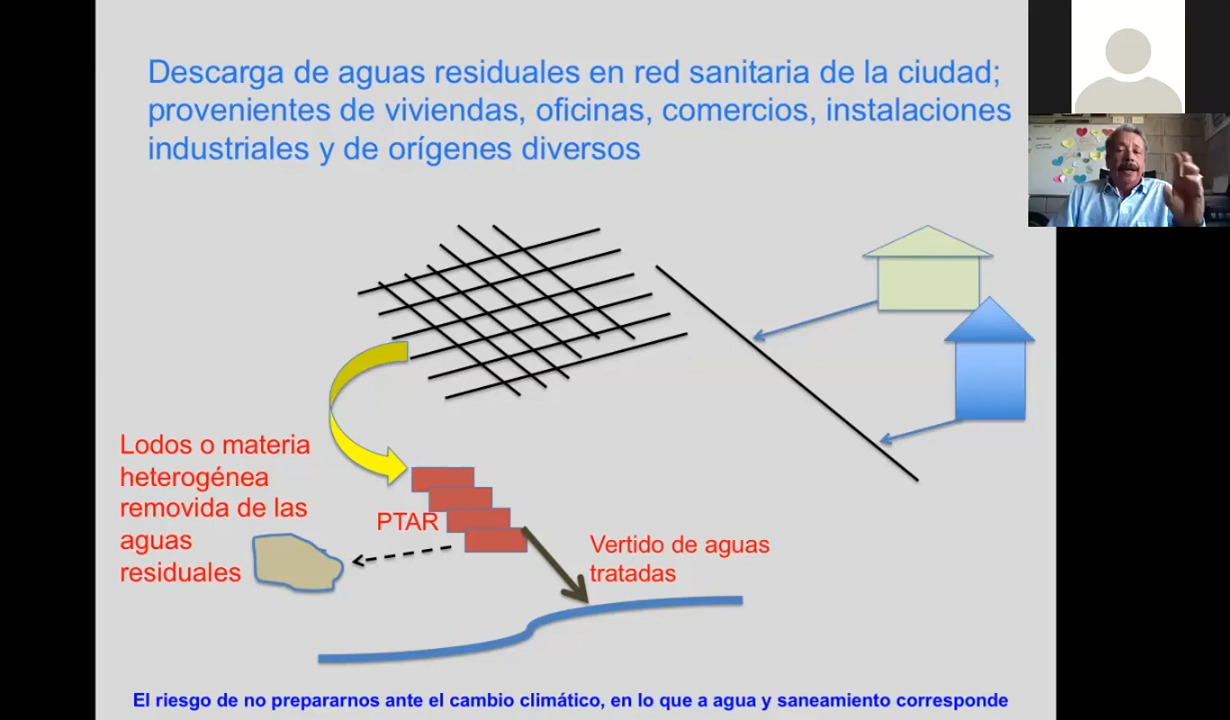 Descarga de aguas residuales en red sanitaria de la ciudad;
provenientes de viviendas, oficinas, comercios, instalaciones
industriales y de orígenes diversos
Lodos o materia
heterogénea
removida de las
aguas
residuales
PTAR
Vertido de aguas
tratadas
El riesgo de no prepararnos ante el cambio climático, en lo que a agua y saneamiento corresponde